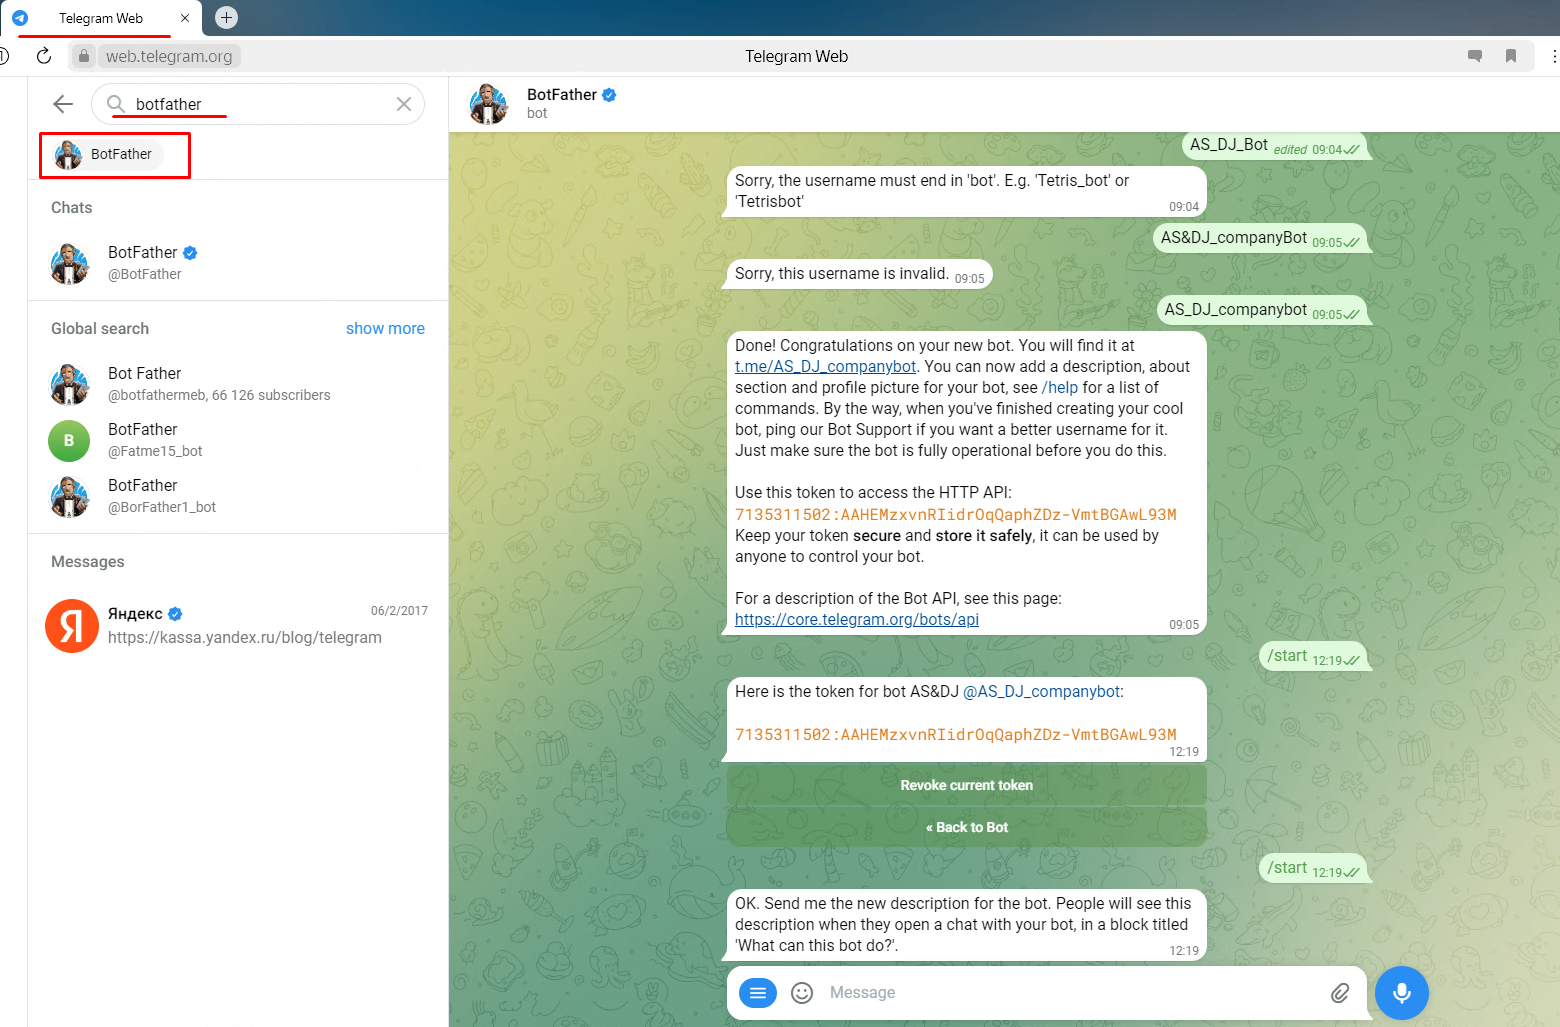 Telegram Web
web.telegram.org
Telegram Web
botfather
BotFather
Chats
BotFather
@BotFather
Global search
show more
Bot Father
@botfathermeb, 66 126 subscribers
B
BotFather
@Fatme15_bot
BotFather
@BorFather1_bot
Messages
Я
Яндекс
06/2/2017
https://kassa.yandex.ru/blog/telegram
BotFather
bot
AS_DJ_Bot edited 09:04
Sorry, the username must end in 'bot'. E.g. 'Tetris_bot' or
'Tetrisbot'
09:04
AS&DJ_companyBot 09:05
Sorry, this username is invalid. 09:05
AS_DJ_companybot 09:05
Done! Congratulations on your new bot. You will find it at
t.me/AS_DJ_companybot. You can now add a description, about
section and profile picture for your bot, see /help for a list of
commands. By the way, when you've finished creating your cool
bot, ping our Bot Support if you want a better username for it.
Just make sure the bot is fully operational before you do this.
Use this token to access the HTTP API:
7135311502:AAHEMzxvnRIidrOqQaphZDz-VmtBGAwL93M
Keep your token secure and store it safely, it can be used by
anyone to control your bot.
For a description of the Bot API, see this page:
https://core.telegram.org/bots/api
09:05
/start 12:19
Here is the token for bot AS&DJ @AS_DJ_companybot:
7135311502:AAHEMzxvnRIidrOqQaphZDz-VmtBGAwL93M
12:19
Revoke current token
« Back to Bot
/start 12:19
OK. Send me the new description for the bot. People will see this
description when they open a chat with your bot, in a block titled
'What can this bot do?'.
12:19
Message